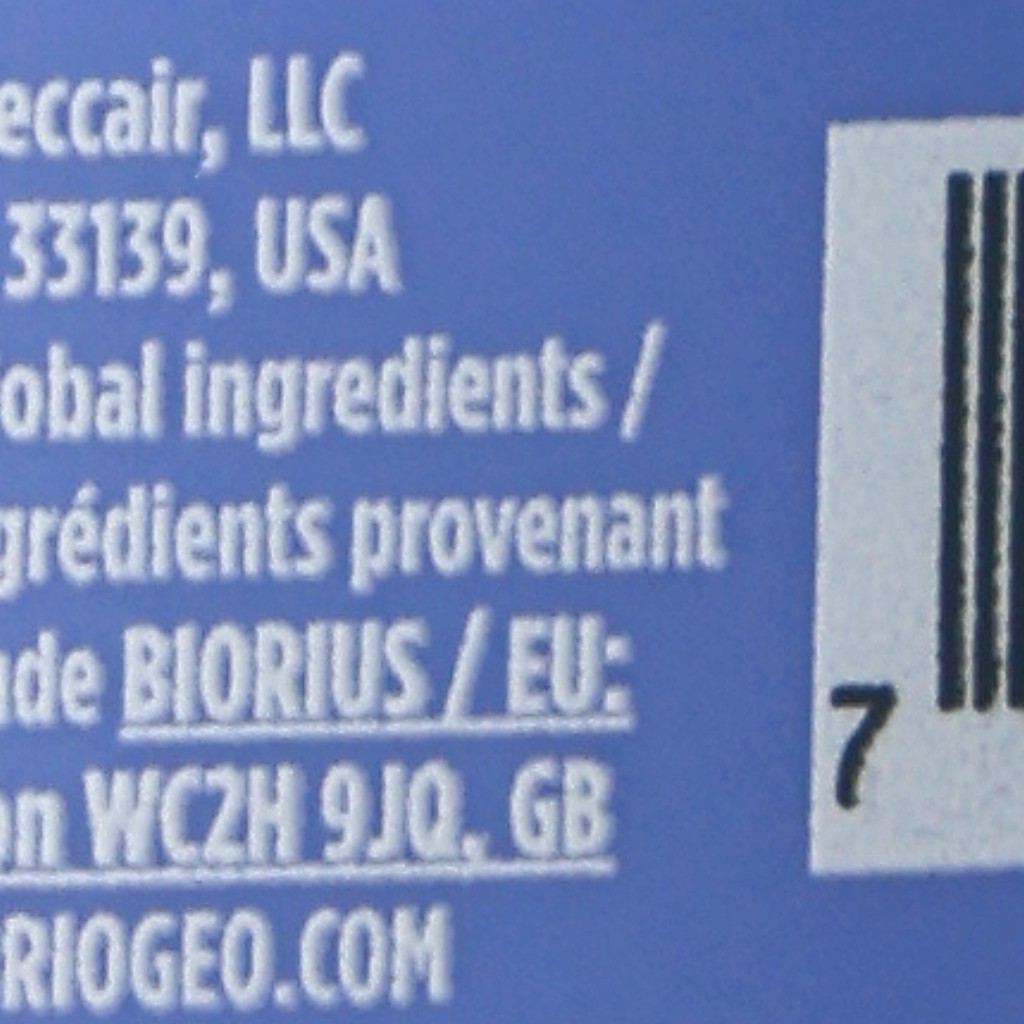 eccair, LLC
33139, USA
obal ingredients /
grédients provenant
de BIORIUS / EU:
on WC2H 9JQ, GB
RIOGEO.COM
7